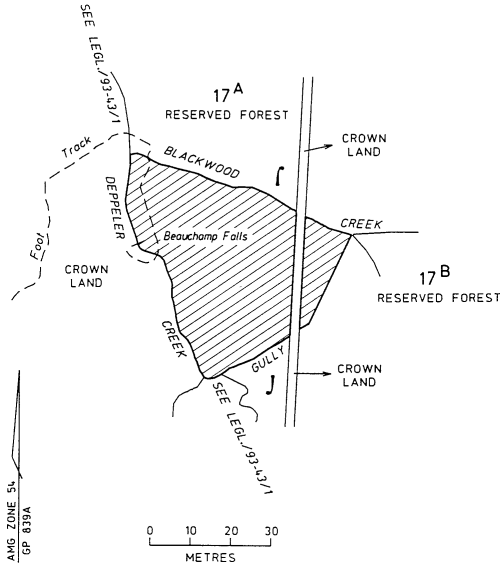 SEE LEGL./93-43/1
17A
RESERVED FOREST
CROWN
LAND
Track
BLACKWOOD
DEPPELER
Foot
CREEK
Beauchamp Falls
CROWN
LAND
17B
RESERVED FOREST
CREEK
GULLY
CROWN
LAND
SEE LEGL./93-43/1
AMG ZONE 54
GP 839A
0 10 20 30
METRES